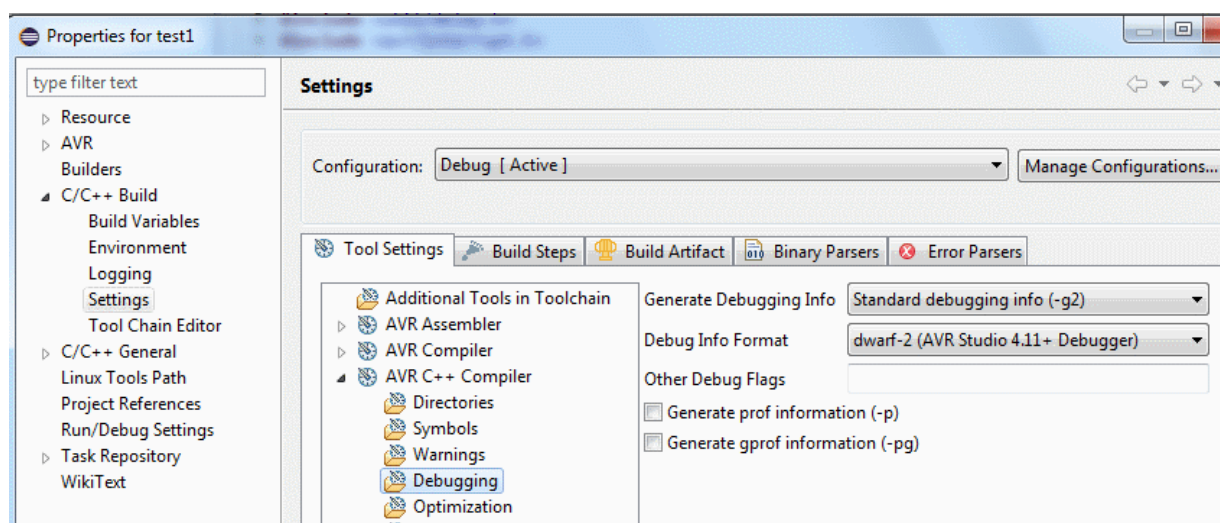 Properties for test1
type filter text
Resource
AVR
Builders
C/C++ Build
Build Variables
Environment
Logging
Settings
Tool Chain Editor
C/C++ General
Linux Tools Path
Project References
Run/Debug Settings
Task Repository
WikiText
Settings
Configuration: Debug [ Active ] Manage Configurations...
Tool Settings Build Steps Build Artifact Binary Parsers Error Parsers
Additional Tools in Toolchain
AVR Assembler
AVR Compiler
AVR C++ Compiler
Directories
Symbols
Warnings
Debugging
Optimization
Generate Debugging Info Standard debugging info (-g2)
Debug Info Format dwarf-2 (AVR Studio 4.11+ Debugger)
Other Debug Flags
Generate prof information (-p)
Generate gprof information (-pg)